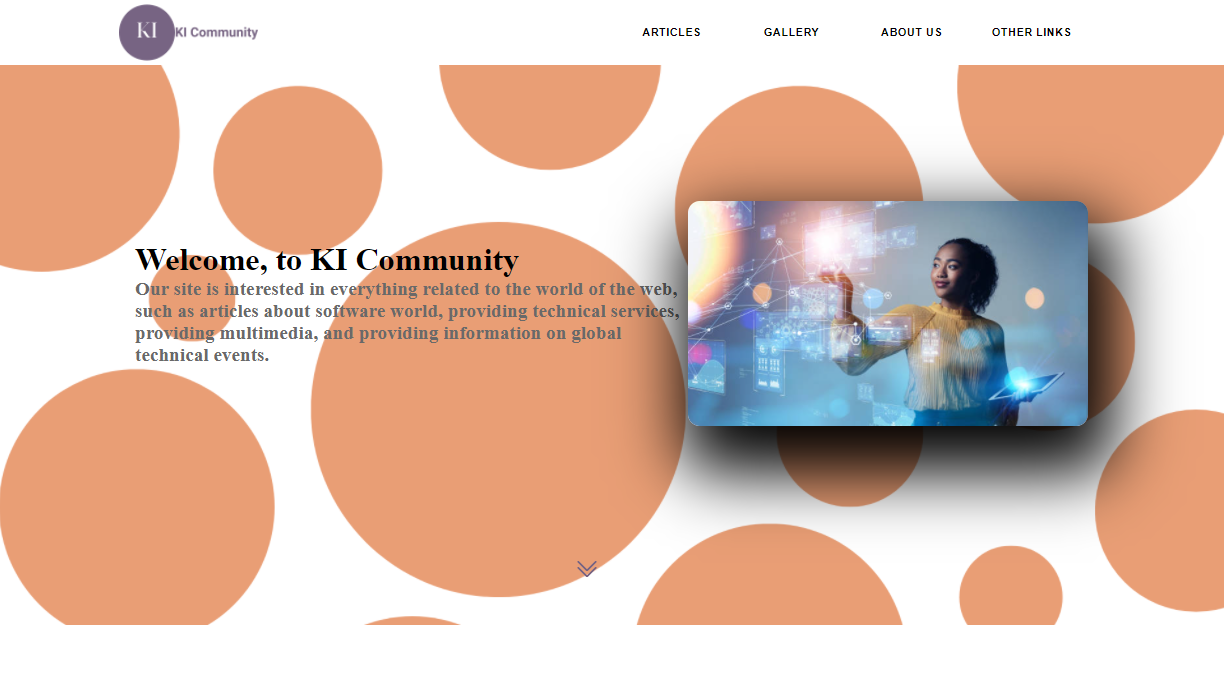 KI KI Community
ARTICLES GALLERY ABOUT US OTHER LINKS
Welcome, to KI Community
Our site is interested in everything related to the world of the web,
such as articles about software world, providing technical services,
providing multimedia, and providing information on global
technical events.